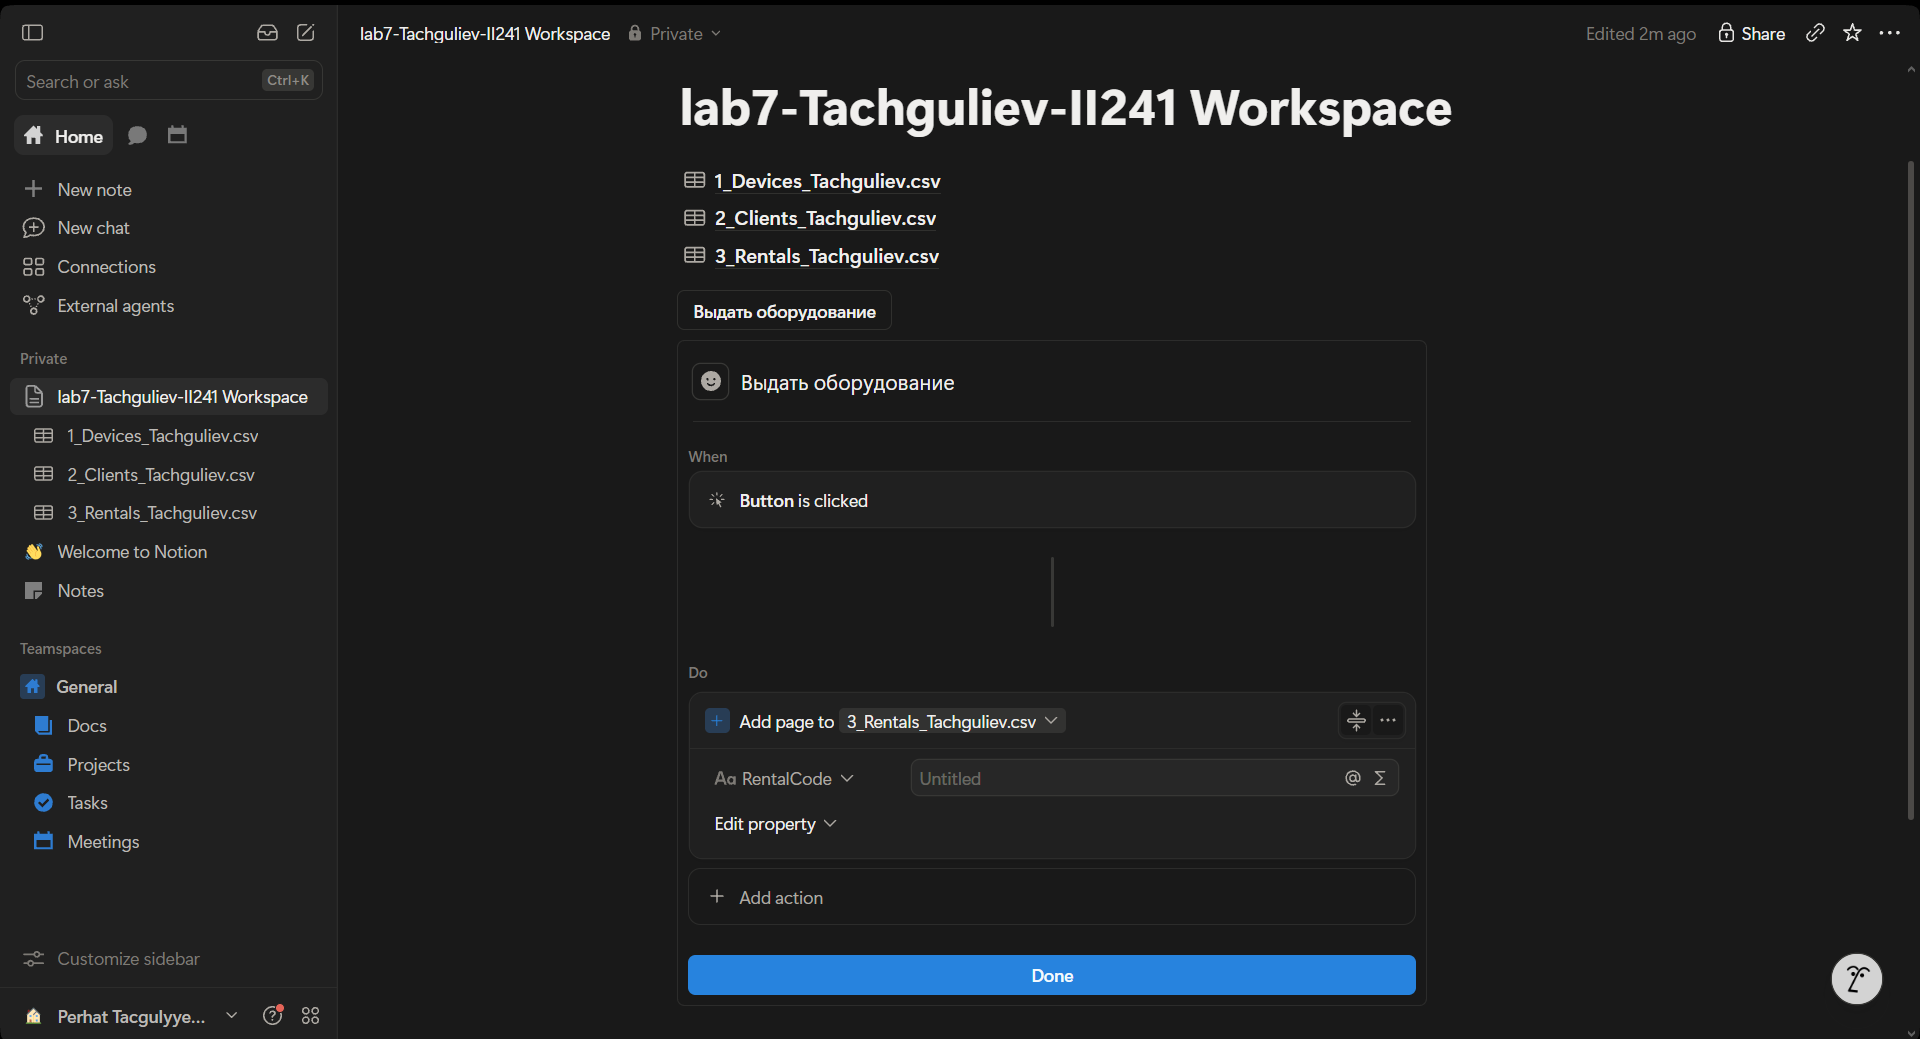 lab7-Tachguliev-II241 Workspace
Private
Edited 2m ago
Share
Search or ask
Ctrl+K
Home
New note
New chat
Connections
External agents
Private
lab7-Tachguliev-II241 Workspace
1_Devices_Tachguliev.csv
2_Clients_Tachguliev.csv
3_Rentals_Tachguliev.csv
Welcome to Notion
Notes
Teamspaces
General
Docs
Projects
Tasks
Meetings
Customize sidebar
Perhat Tacgulyye...
lab7-Tachguliev-II241 Workspace
1_Devices_Tachguliev.csv
2_Clients_Tachguliev.csv
3_Rentals_Tachguliev.csv
Выдать оборудование
Выдать оборудование
When
Button is clicked
Do
Add page to 3_Rentals_Tachguliev.csv
Aa RentalCode
Untitled
@ Σ
Edit property
Add action
Done